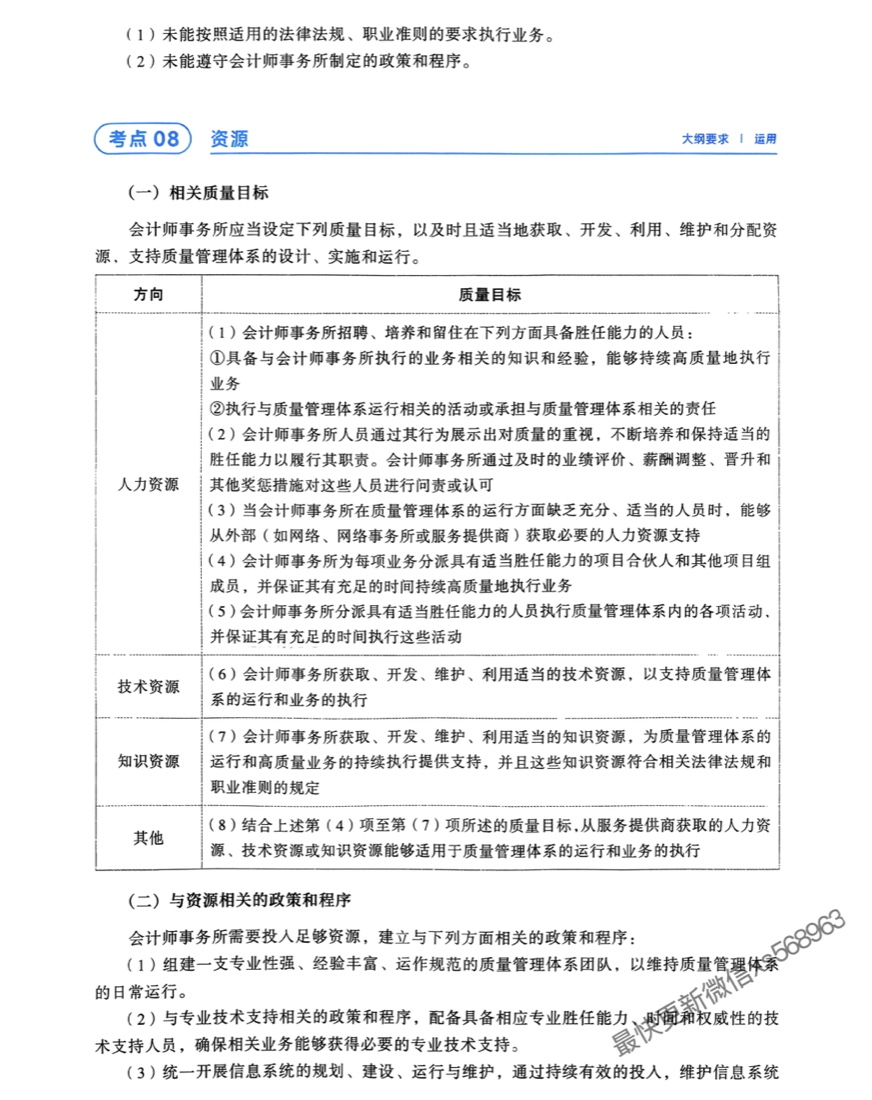 （1）未能按照适用的法律法规、职业准则的要求执行业务。
（2）未能遵守会计师事务所制定的政策和程序。
考点 08 资源 大纲要求 | 运用
（一）相关质量目标
会计师事务所应当设定下列质量目标，以及时且适当地获取、开发、利用、维护和分配资
源，支持质量管理体系的设计、实施和运行。
方向 质量目标
（1）会计师事务所招聘、培养和留住在下列方面具备胜任能力的人员：
①具备与会计师事务所执行的业务相关的知识和经验，能够持续高质量地执行
业务
②执行与质量管理体系运行相关的活动或承担与质量管理体系相关的责任
（2）会计师事务所人员通过其行为展示出对质量的重视，不断培养和保持适当的
胜任能力以履行其职责。会计师事务所通过及时的业绩评价、薪酬调整、晋升和
人力资源 其他奖惩措施对这些人员进行问责或认可
（3）当会计师事务所在质量管理体系的运行方面缺乏充分、适当的人员时，能够
从外部（如网络、网络事务所或服务提供商）获取必要的人力资源支持
（4）会计师事务所为每项业务分派具有适当胜任能力的项目合伙人和其他项目组
成员，并保证其有充足的时间持续高质量地执行业务
（5）会计师事务所分派具有适当胜任能力的人员执行质量管理体系内的各项活动，
并保证其有充足的时间执行这些活动
技术资源 （6）会计师事务所获取、开发、维护、利用适当的技术资源，以支持质量管理体
系的运行和业务的执行
（7）会计师事务所获取、开发、维护、利用适当的知识资源，为质量管理体系的
知识资源 运行和高质量业务的持续执行提供支持，并且这些知识资源符合相关法律法规和
职业准则的规定
其他 （8）结合上述第（4）项至第（7）项所述的质量目标，从服务提供商获取的人力资
源、技术资源或知识资源能够适用于质量管理体系的运行和业务的执行
（二）与资源相关的政策和程序
会计师事务所需要投入足够资源，建立与下列方面相关的政策和程序：
（1）组建一支专业性强、经验丰富、运作规范的质量管理体系团队，以维持质量管理体系
的日常运行。
（2）与专业技术支持相关的政策和程序，配备具备相应专业胜任能力、时间和权威性的技
术支持人员，确保相关业务能够获得必要的专业技术支持。
（3）统一开展信息系统的规划、建设、运行与维护，通过持续有效的投入，维护信息系统